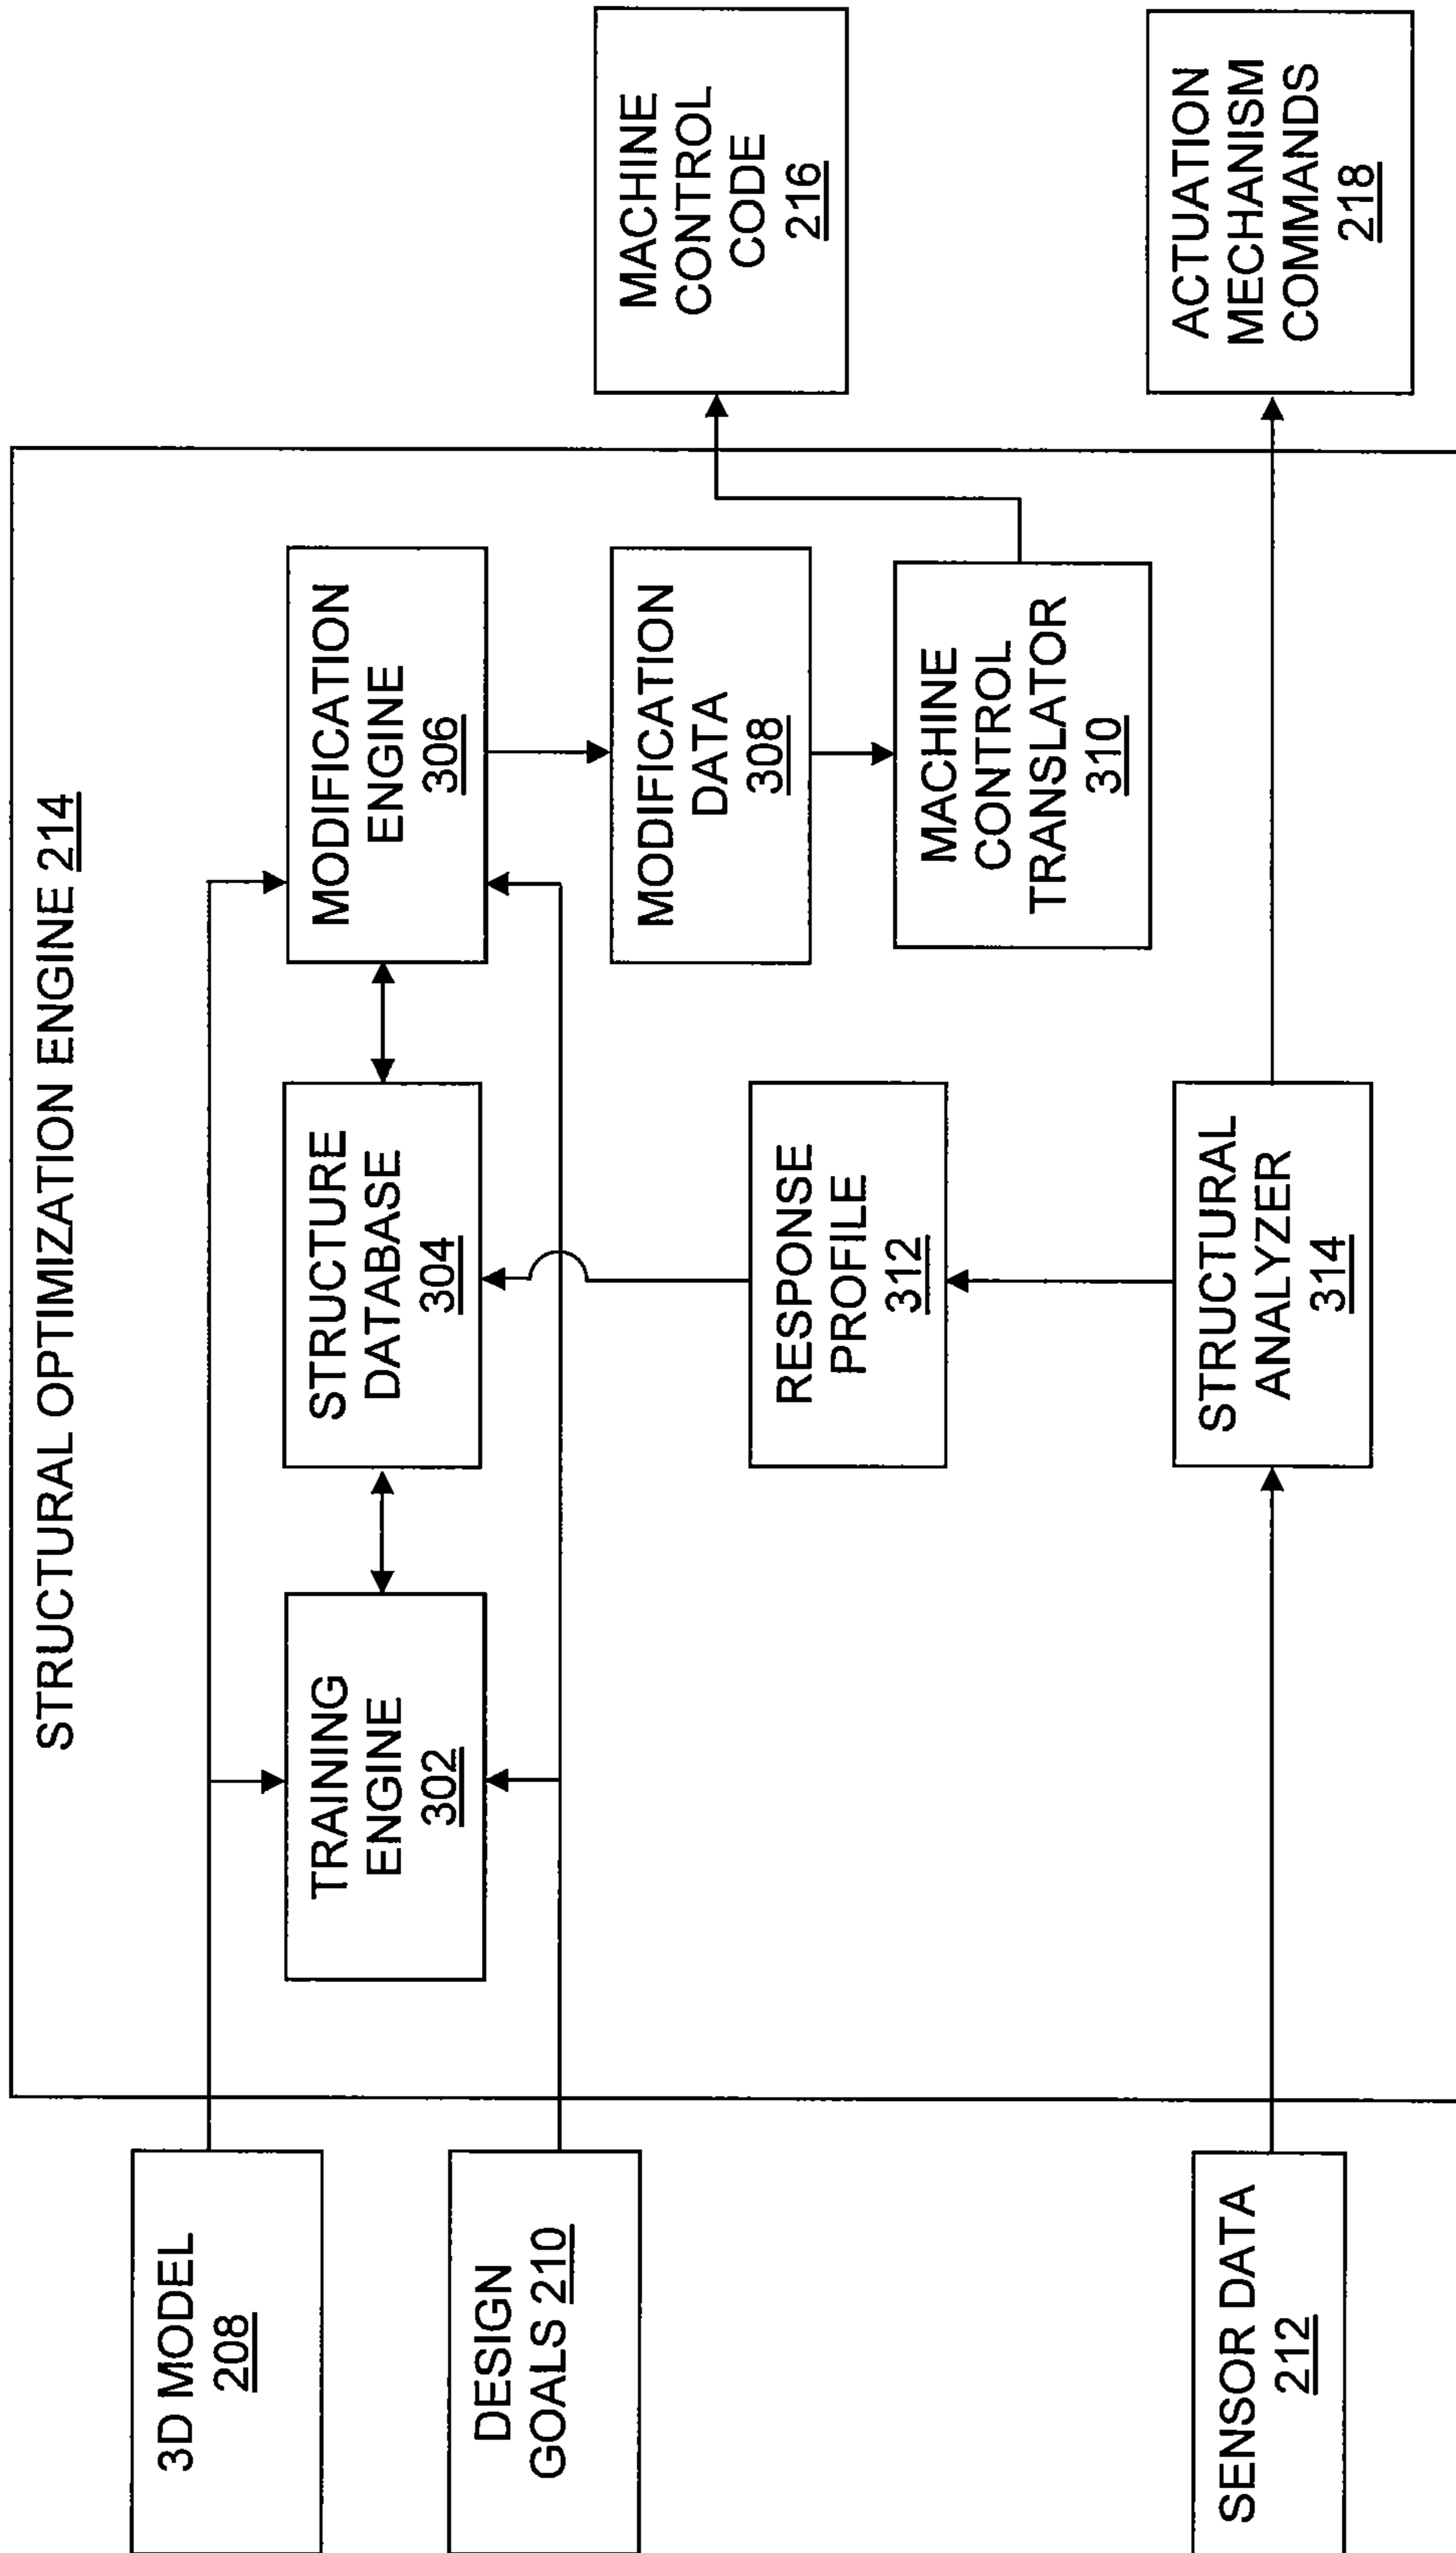 STRUCTURAL OPTIMIZATION ENGINE 214
3D MODEL
208
DESIGN
GOALS 210
SENSOR DATA
212
TRAINING
ENGINE
302
STRUCTURE
DATABASE
304
MODIFICATION
ENGINE
306
MODIFICATION
DATA
308
MACHINE
CONTROL
TRANSLATOR
310
RESPONSE
PROFILE
312
STRUCTURAL
ANALYZER
314
MACHINE
CONTROL
CODE
216
ACTUATION
MECHANISM
COMMANDS
218